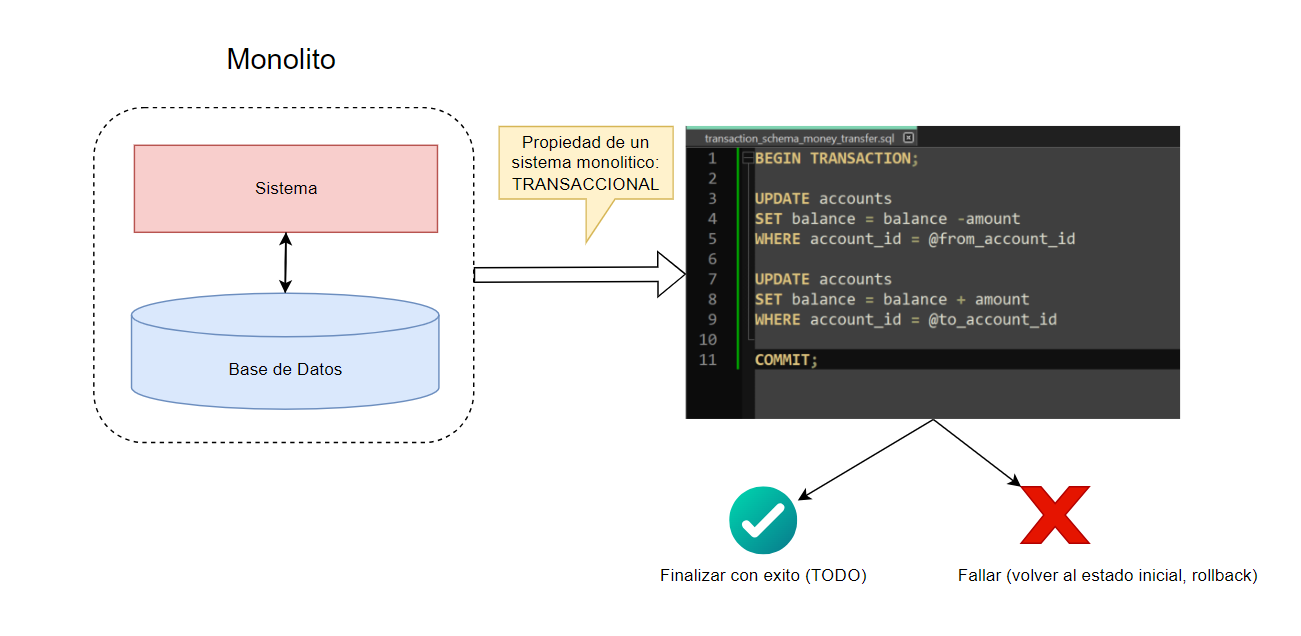 Monolito
Sistema
Base de Datos
Propiedad de un
sistema monolitico:
TRANSACCIONAL
transaction_schema_money_transfer.sql
1 BEGIN TRANSACTION;
2
3 UPDATE accounts
4 SET balance = balance -amount
5 WHERE account_id = @from_account_id
6
7 UPDATE accounts
8 SET balance = balance + amount
9 WHERE account_id = @to_account_id
10
11 COMMIT;
Finalizar con exito (TODO)
Fallar (volver al estado inicial, rollback)